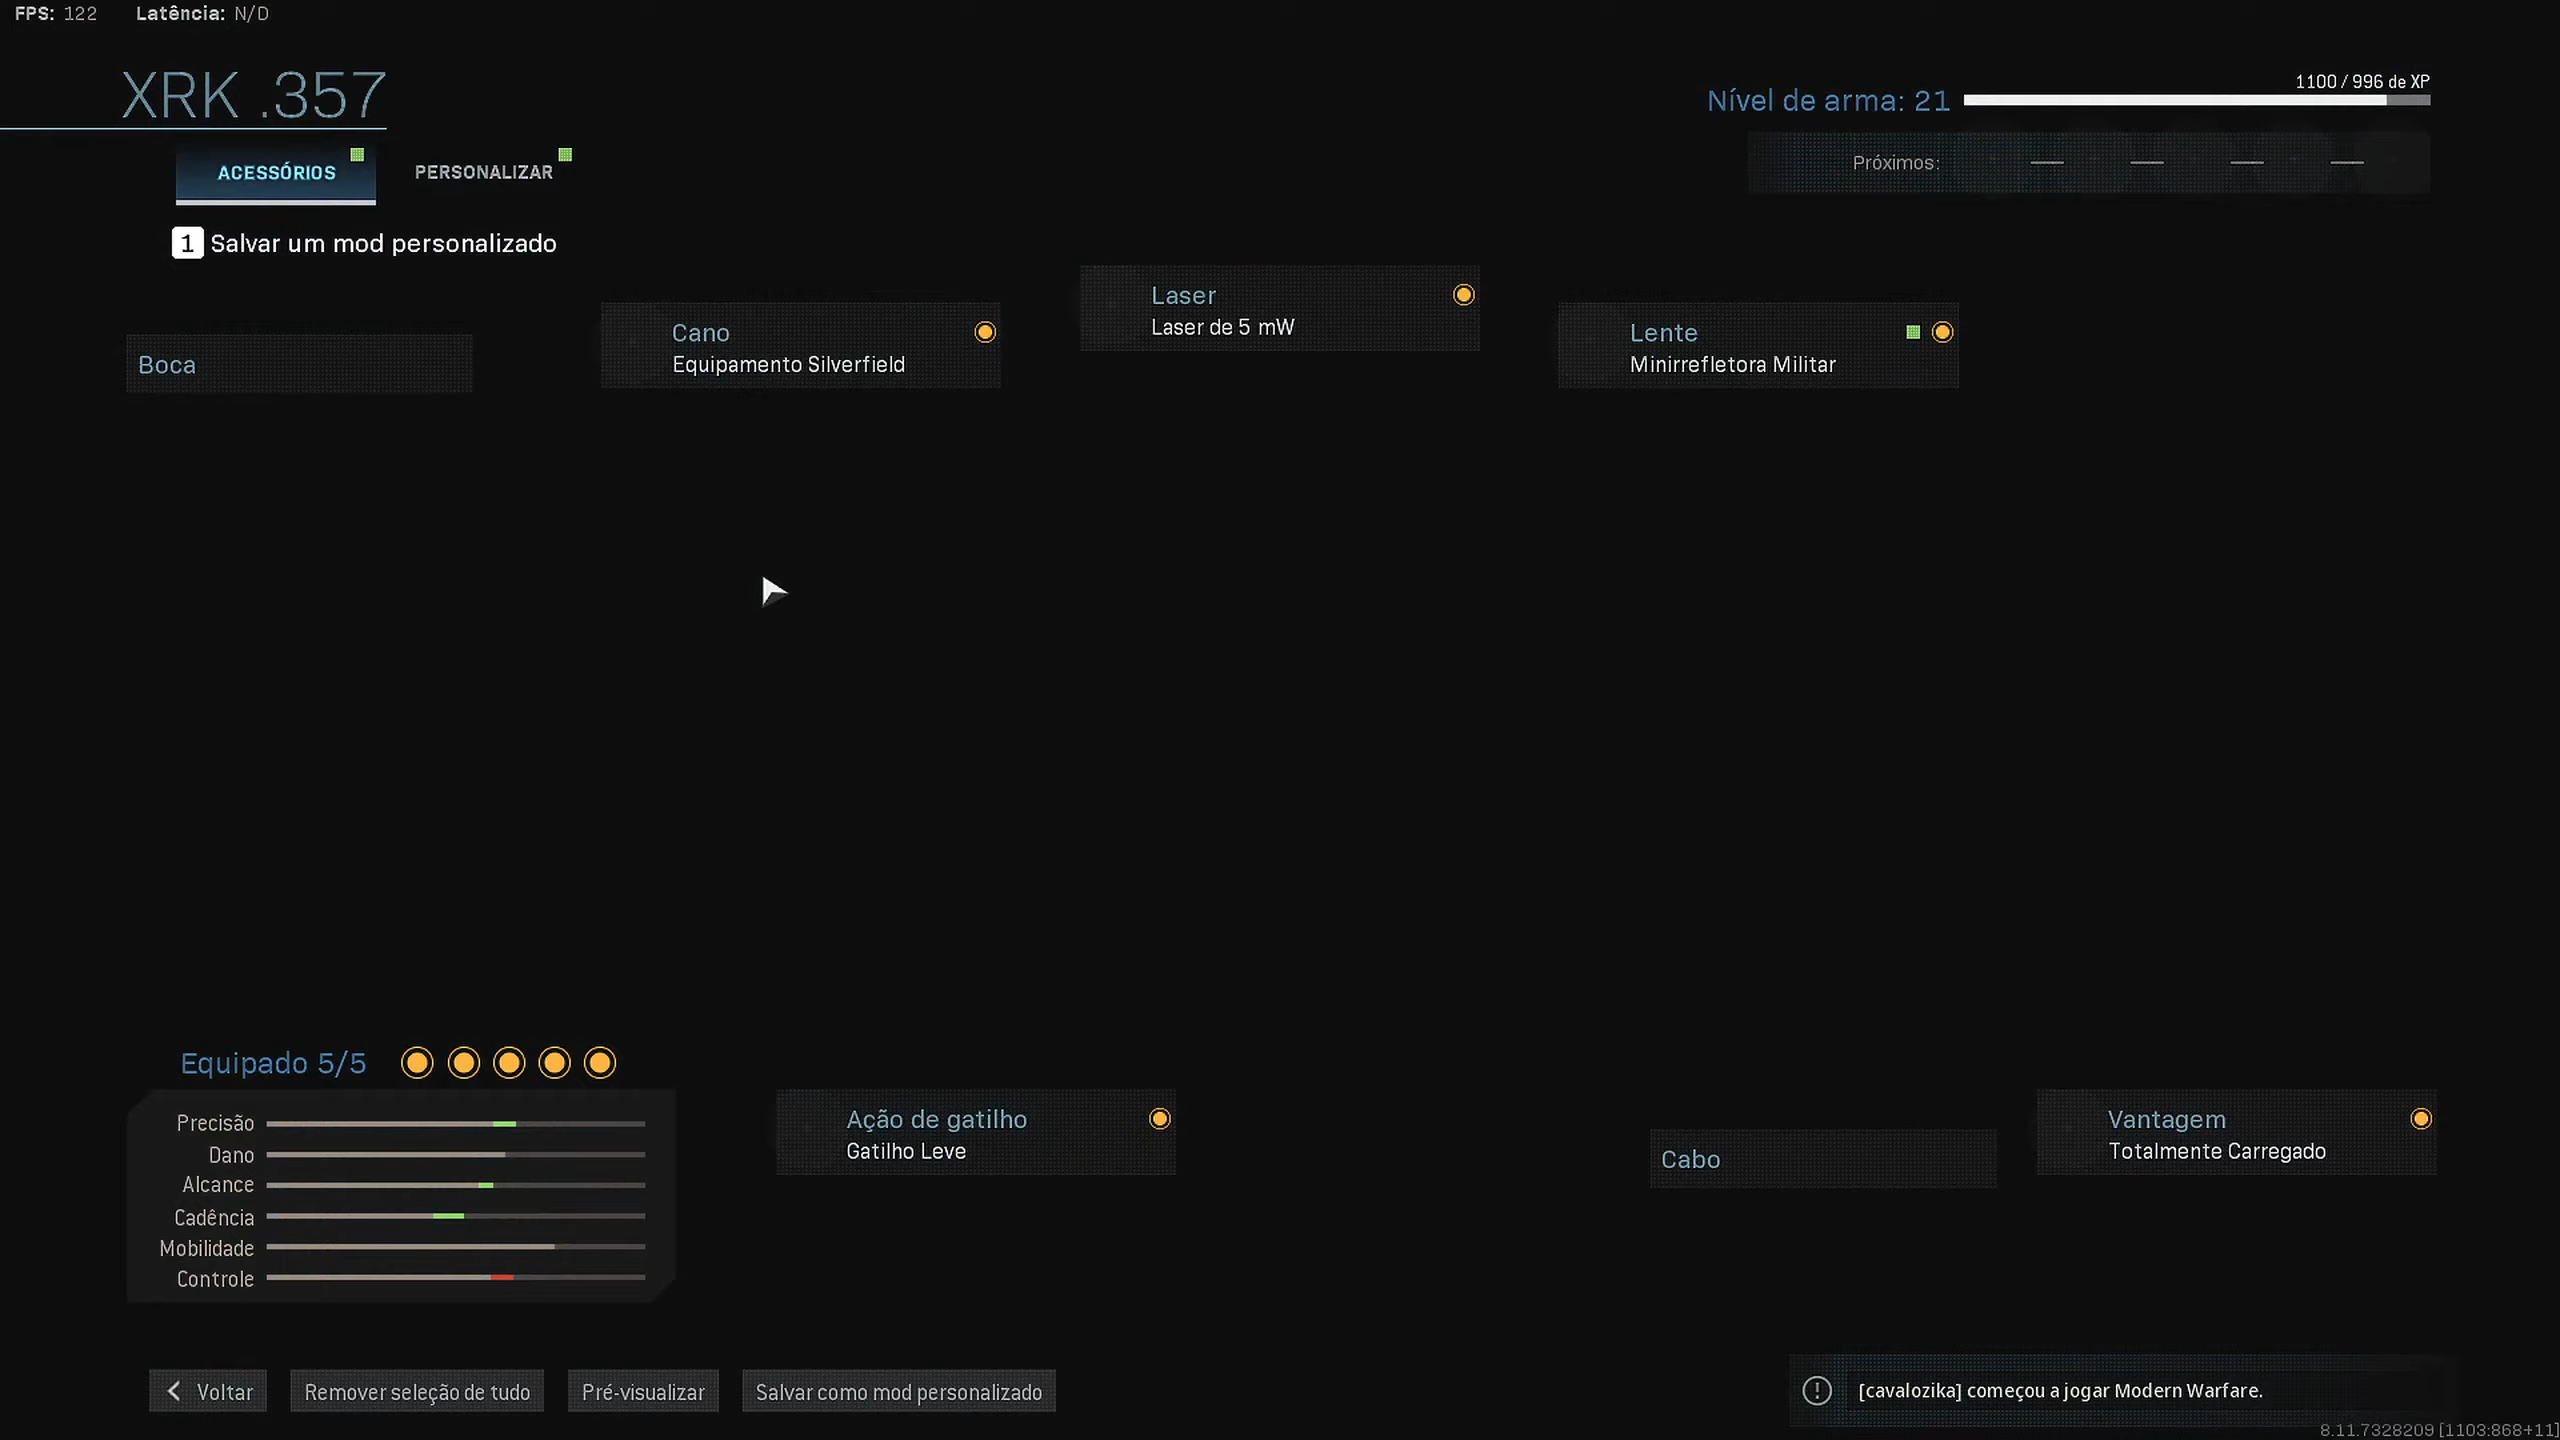 FPS: 122 Latência: N/D
XRK .357
Nível de arma: 21
1100 / 996 de XP
Próximos:
ACESSÓRIOS
PERSONALIZAR
1 Salvar um mod personalizado
Boca
Cano
Equipamento Silverfield
Laser
Laser de 5 mW
Lente
Minirrefletora Militar
Equipado 5/5
Precisão
Dano
Alcance
Cadência
Mobilidade
Controle
Ação de gatilho
Gatilho Leve
Cabo
Vantagem
Totalmente Carregado
Voltar
Remover seleção de tudo
Pré-visualizar
Salvar como mod personalizado
[cavalozika] começou a jogar Modern Warfare.
8.11.7328209 [1103:868+11]